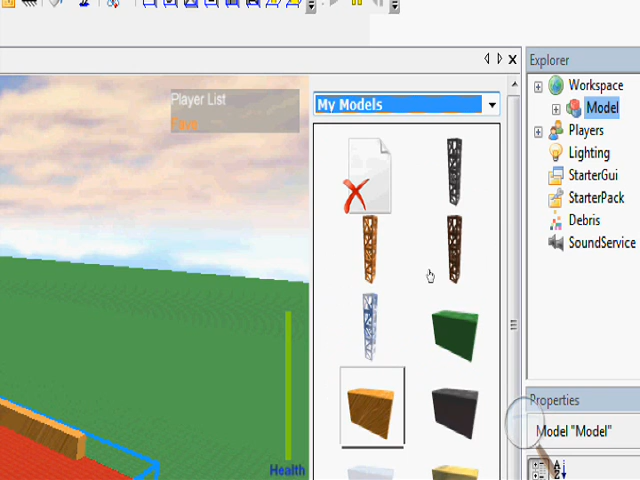 Explorer
Player List
My Models
Workspace
Model
Players
Lighting
StarterGui
StarterPack
Debris
SoundService
Properties
Model "Model"
Health